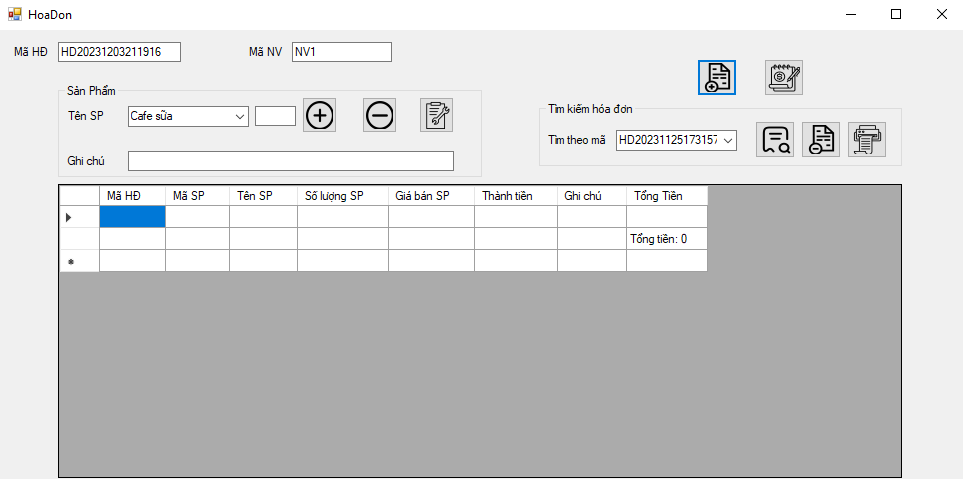 HoaDon
Mã HĐ HD20231203211916 Mã NV NV1
Sản Phẩm
Tên SP Cafe sữa
Ghi chú
Tìm kiếm hóa đơn
Tìm theo mã HD20231125173157
Mã HĐ Mã SP Tên SP Số lượng SP Giá bán SP Thành tiền Ghi chú Tổng Tiền
Tổng tiền: 0